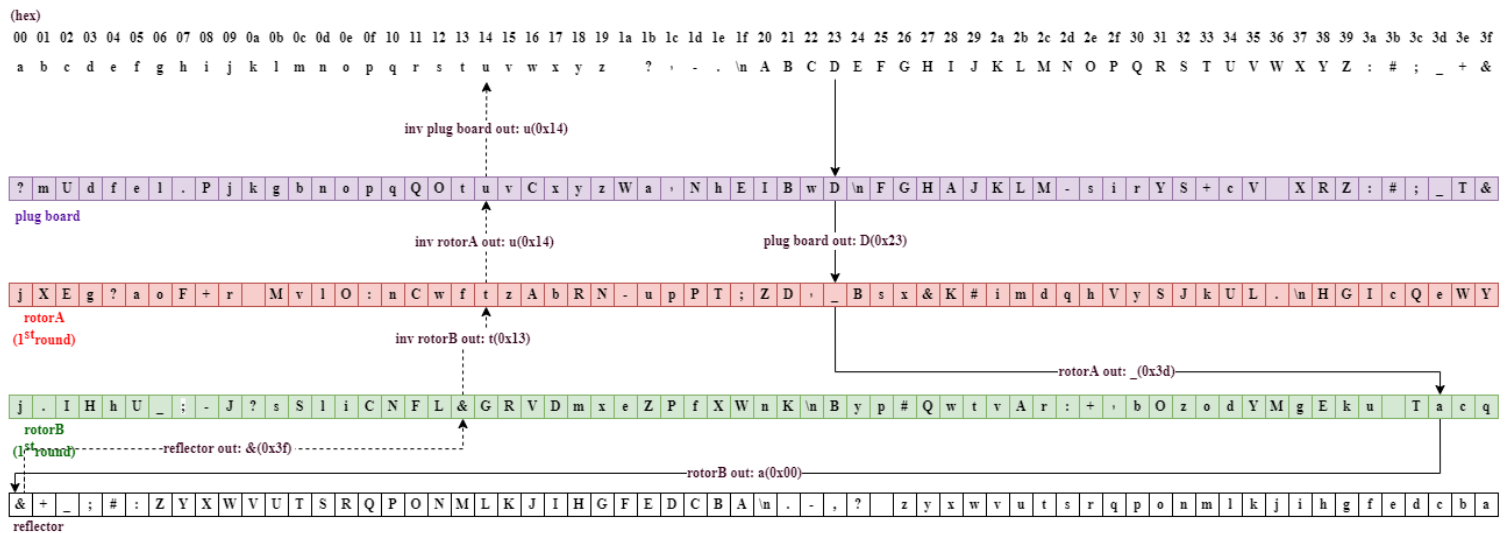 (hex)
00 01 02 03 04 05 06 07 08 09 0a 0b 0c 0d 0e 0f 10 11 12 13 14 15 16 17 18 19 1a 1b 1c 1d 1e 1f 20 21 22 23 24 25 26 27 28 29 2a 2b 2c 2d 2e 2f 30 31 32 33 34 35 36 37 38 39 3a 3b 3c 3d 3e 3f
a b c d e f g h i j k l m n o p q r s t u v w x y z ? , - . \n A B C D E F G H I J K L M N O P Q R S T U V W X Y Z : # ; _ + &
inv plug board out: u(0x14)
? m U d f e l . P j k g b n o p q Q O t u v C x y z W a , N h E I B w D \n F G H A J K L M - s i r Y S + c V X R Z : # ; _ T &
plug board
inv rotorA out: u(0x14) plug board out: D(0x23)
j X E g ? a o F + r M v l O : n C w f t z A b R N - u p P T ; Z D , _ B s x & K # i m d q h V y S J k U L . \n H G I c Q e W Y
rotorA
(1st round) inv rotorB out: t(0x13)
rotorA out: _(0x3d)
j . I H h U _ ; - J ? s S l i C N F L & G R V D m x e Z P f X W n K \n B y p # Q w t v A r : + , b O z o d Y M g E k u T a c q
rotorB
(1st round) reflector out: &(0x3f)
rotorB out: a(0x00)
& + _ ; # : Z Y X W V U T S R Q P O N M L K J I H G F E D C B A \n . - , ? z y x w v u t s r q p o n m l k j i h g f e d c b a
reflector